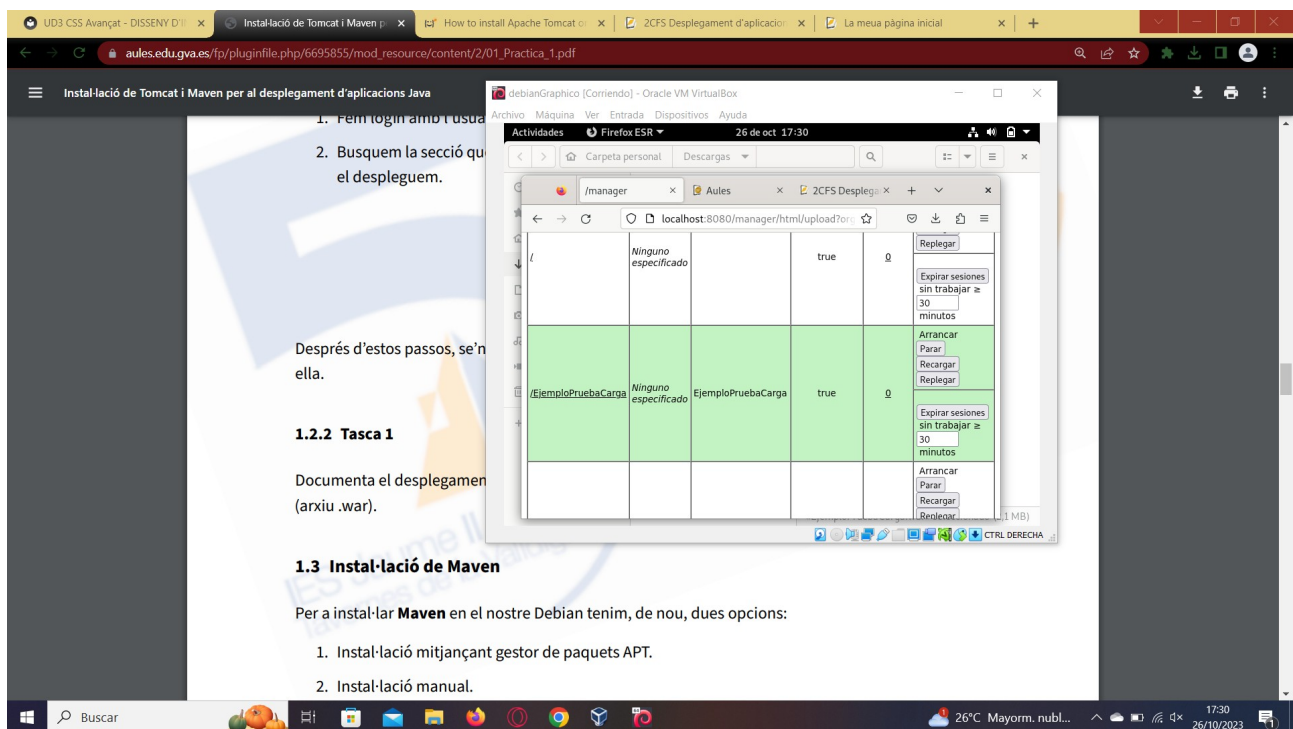 UD3 CSS Avançat - DISSENY D'I
Instal·lació de Tomcat i Maven p
How to install Apache Tomcat o
2CFS Desplegament d'aplicacion
La meua pàgina inicial
aules.edu.gva.es/fp/pluginfile.php/6695855/mod_resource/content/2/01_Practica_1.pdf
Instal·lació de Tomcat i Maven per al desplegament d'aplicacions Java
debianGraphico [Corriendo] - Oracle VM VirtualBox
Archivo Máquina Ver Entrada Dispositivos Ayuda
Actividades Firefox ESR 26 de oct 17:30
Carpeta personal Descargas
/manager Aules 2CFS Desplega
localhost:8080/manager/html/upload?org
/ Ninguno especificado true 0
Replegar
Expirar sesiones
sin trabajar ≥
30
minutos
/EjemploPruebaCarga Ninguno especificado EjemploPruebaCarga true 0
Arrancar
Parar
Recargar
Replegar
Expirar sesiones
sin trabajar ≥
30
minutos
Arrancar
Parar
Recargar
Replegar
CTRL DERECHA
1. Fem login amb l'usua
2. Busquem la secció qu
el despleguem.
Després d'estos passos, se'n
ella.
1.2.2 Tasca 1
Documenta el desplegamen
(arxiu .war).
1.3 Instal·lació de Maven
Per a instal·lar Maven en el nostre Debian tenim, de nou, dues opcions:
1. Instal·lació mitjançant gestor de paquets APT.
2. Instal·lació manual.
IES Jaume II
Buscar
26°C Mayorm. nubl...
17:30
26/10/2023